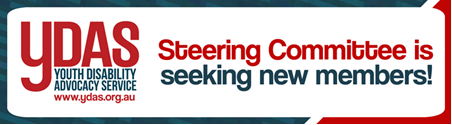 YDAS
YOUTH DISABILITY
ADVOCACY SERVICE
www.ydas.org.au
Steering Committee is
seeking new members!